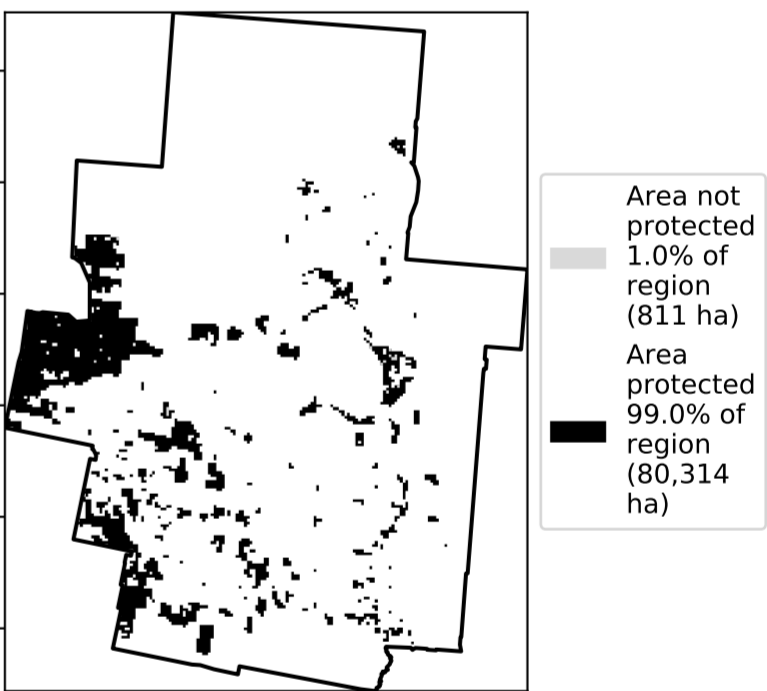 Area not
protected
1.0% of
region
(811 ha)
Area
protected
99.0% of
region
(80,314
ha)